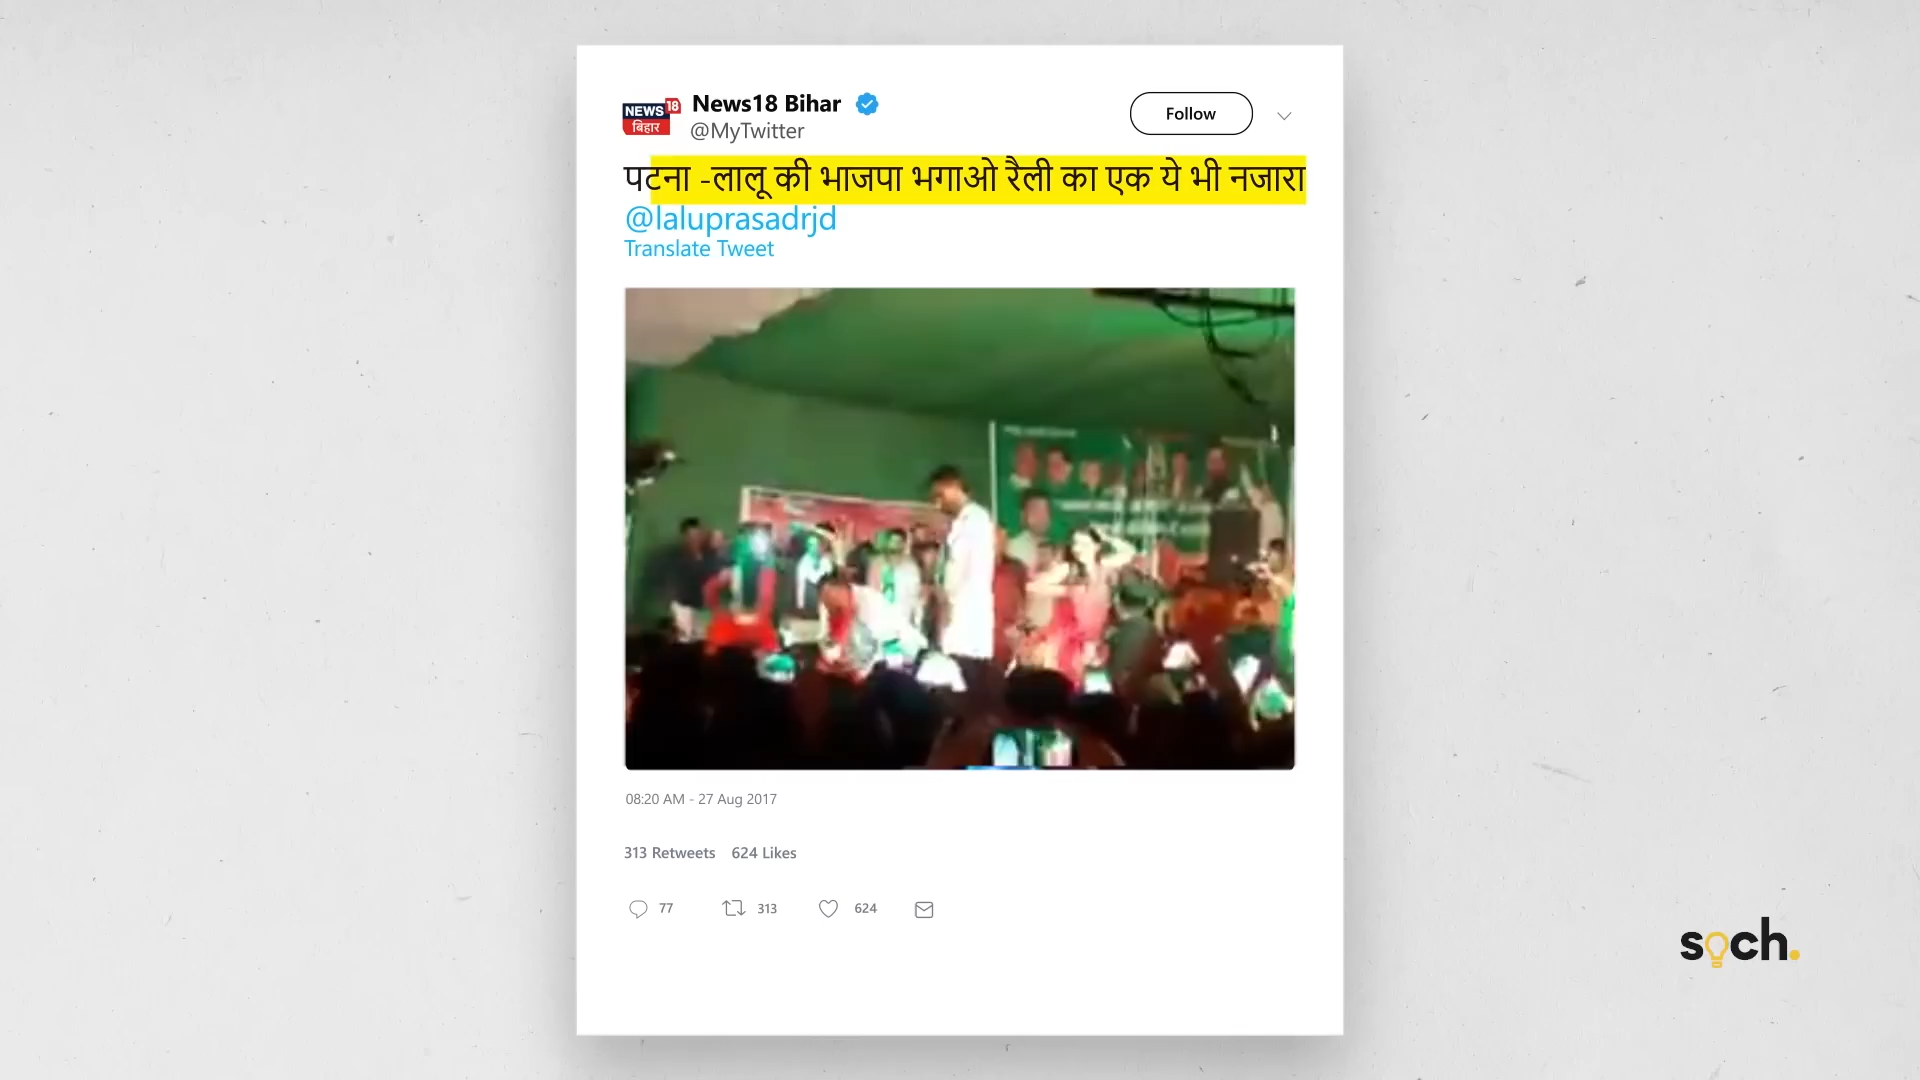 NEWS 18
बिहार
News18 Bihar
@MyTwitter
Follow
पटना -लालू की भाजपा भगाओ रैली का एक ये भी नजारा
@laluprasadrjd
Translate Tweet
08:20 AM - 27 Aug 2017
313 Retweets 624 Likes
77 313 624
soch.